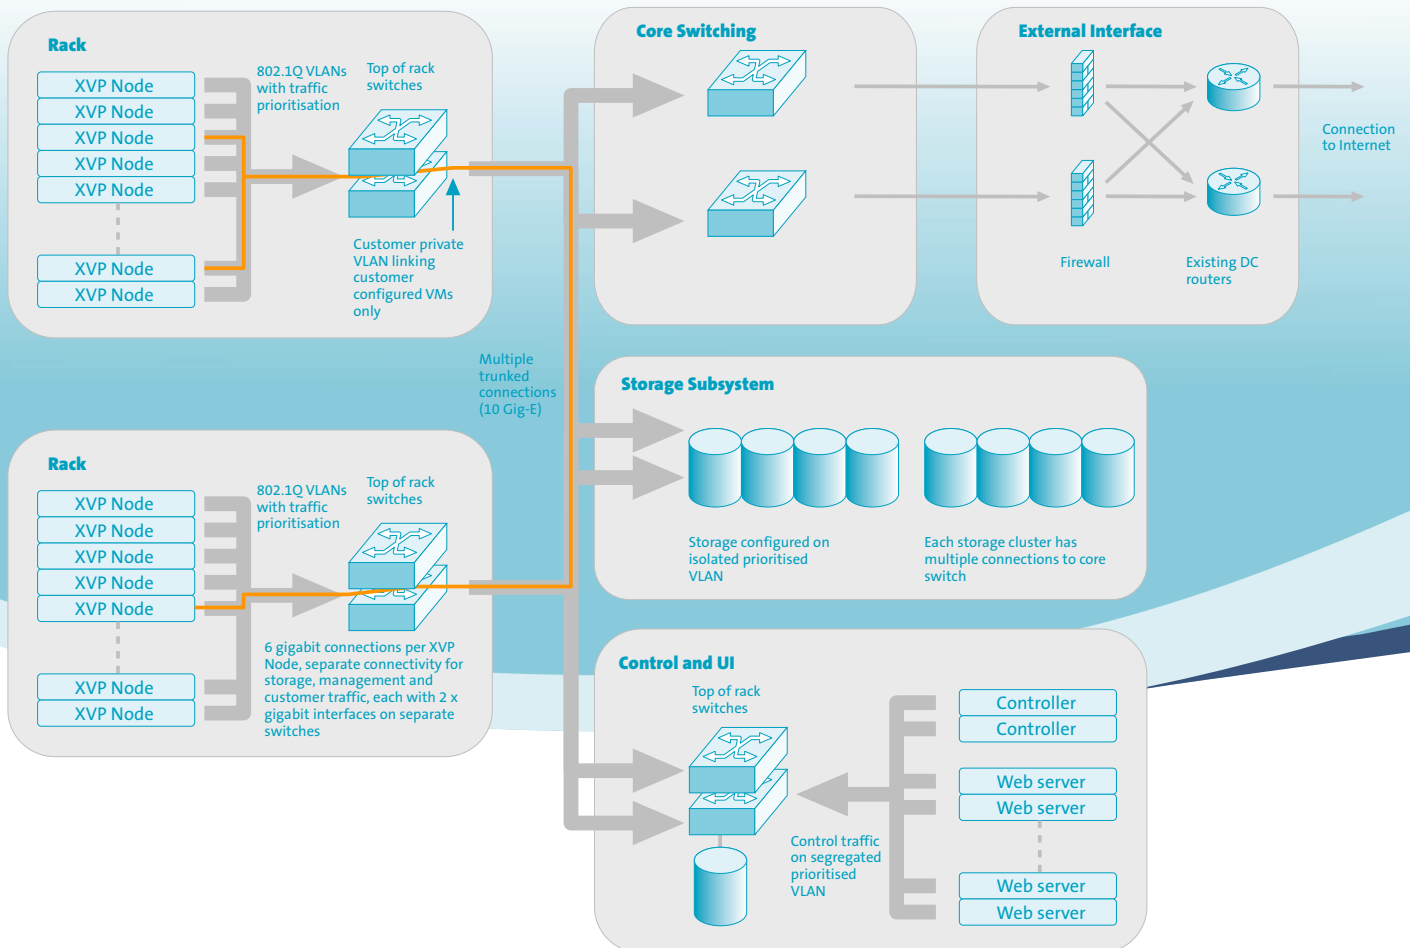 Rack
XVP Node
XVP Node
XVP Node
XVP Node
XVP Node
XVP Node
XVP Node
802.1Q VLANs
with traffic
prioritisation
Top of rack
switches
Customer private
VLAN linking
customer
configured VMs
only
Core Switching
External Interface
Firewall
Existing DC
routers
Connection
to Internet
Multiple
trunked
connections
(10 Gig-E)
Storage Subsystem
Storage configured on
isolated prioritised
VLAN
Each storage cluster has
multiple connections to core
switch
Rack
XVP Node
XVP Node
XVP Node
XVP Node
XVP Node
XVP Node
XVP Node
802.1Q VLANs
with traffic
prioritisation
Top of rack
switches
6 gigabit connections per XVP
Node, separate connectivity for
storage, management and
customer traffic, each with 2 x
gigabit interfaces on separate
switches
Control and UI
Top of rack
switches
Control traffic
on segregated
prioritised
VLAN
Controller
Controller
Web server
Web server
Web server
Web server